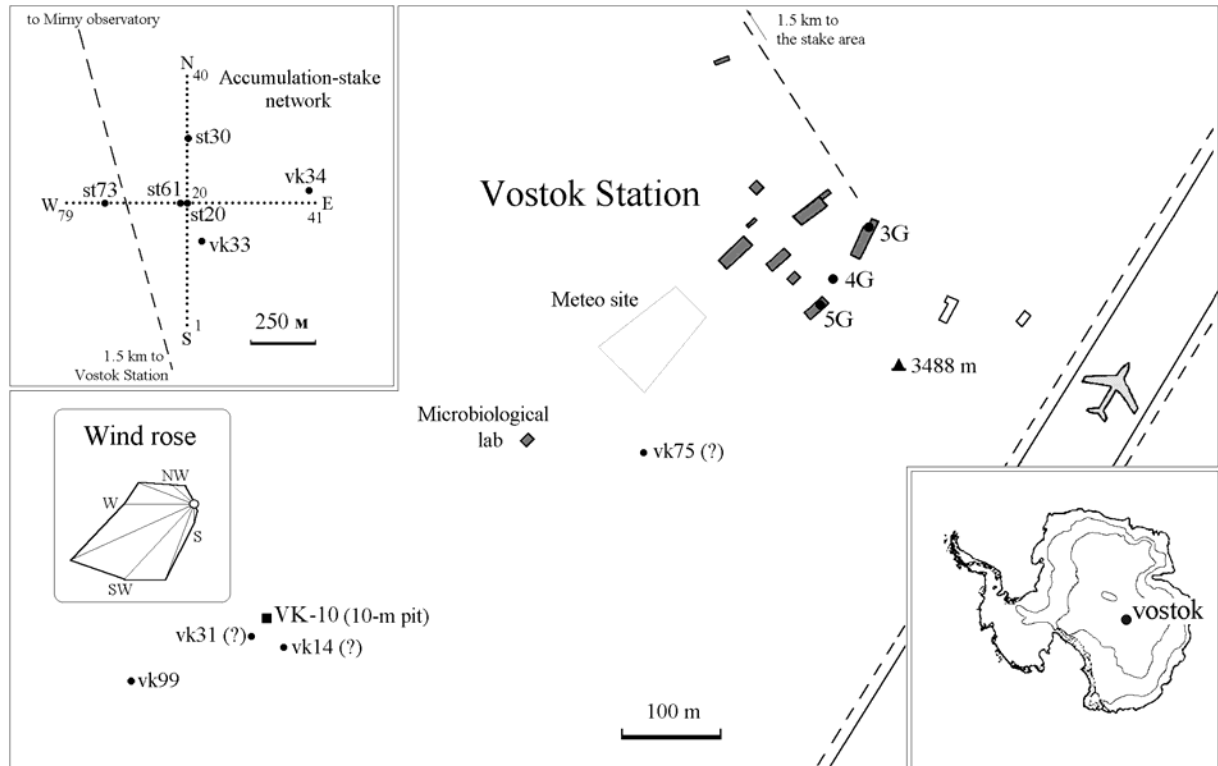 to Mirny observatory
N
40
Accumulation-stake
network
st30
st73
st61
20
vk34
W
79
st20
41
E
vk33
1
S
250 м
1.5 km to
Vostok Station
1.5 km to
the stake area
Vostok Station
3G
4G
Meteo site
5G
3488 m
Microbiological
lab
vk75 (?)
Wind rose
NW
W
S
SW
VK-10 (10-m pit)
vk31 (?)
vk14 (?)
vk99
100 m
vostok